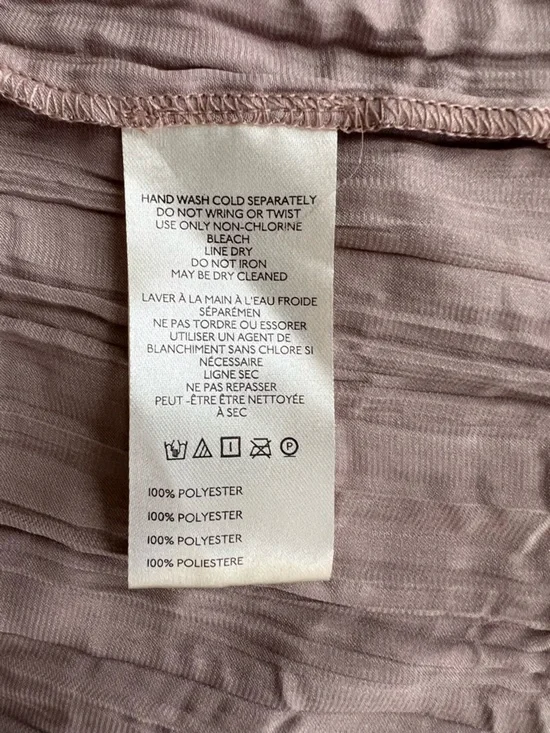 HAND WASH COLD SEPARATELY
DO NOT WRING OR TWIST
USE ONLY NON-CHLORINE
BLEACH
LINE DRY
DO NOT IRON
MAY BE DRY CLEANED
LAVER À LA MAIN À L'EAU FROIDE
SÉPARÉMEN
NE PAS TORDRE OU ESSORER
UTILISER UN AGENT DE
BLANCHIMENT SANS CHLORE SI
NÉCESSAIRE
LIGNE SEC
NE PAS REPASSER
PEUT -ÊTRE ÊTRE NETTOYÉE
À SEC
P
100% POLYESTER
100% POLYESTER
100% POLYESTER
100% POLIESTERE